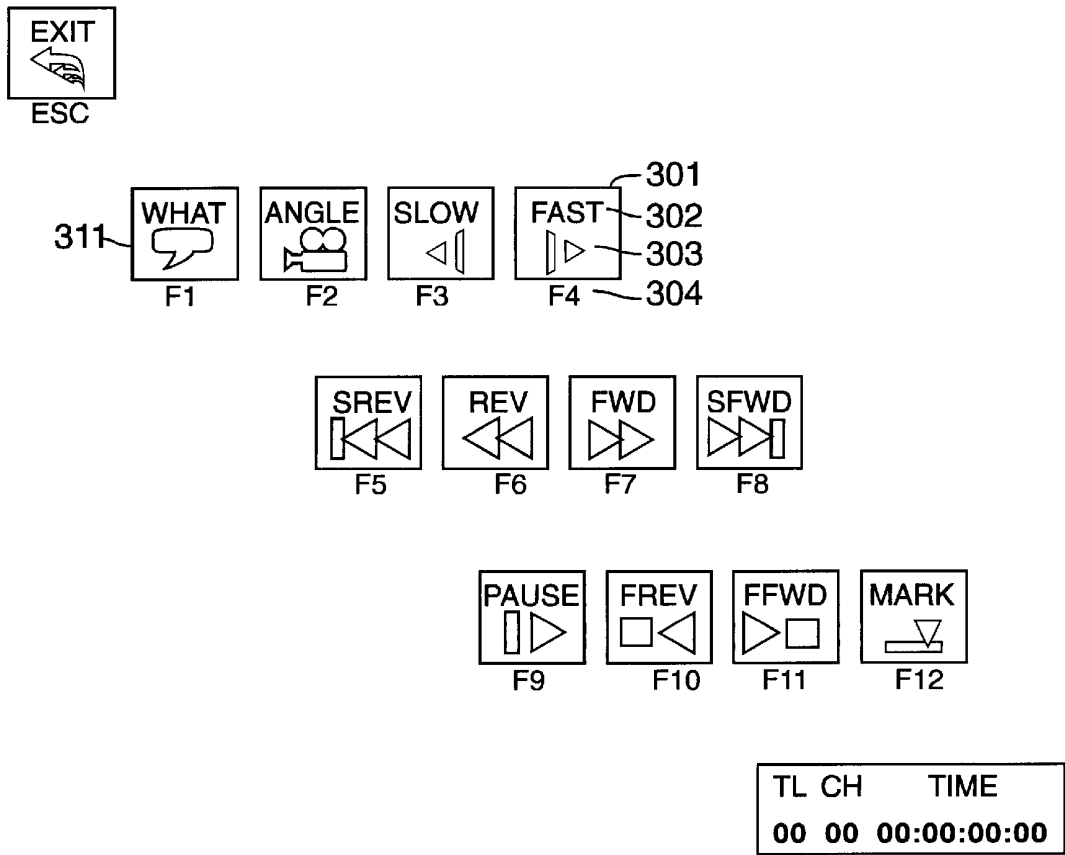 EXIT
ESC
301
WHAT ANGLE SLOW FAST 302
311 303
F1 F2 F3 F4 304
SREV REV FWD SFWD
F5 F6 F7 F8
PAUSE FREV FFWD MARK
F9 F10 F11 F12
TL CH TIME
00 00 00:00:00:00